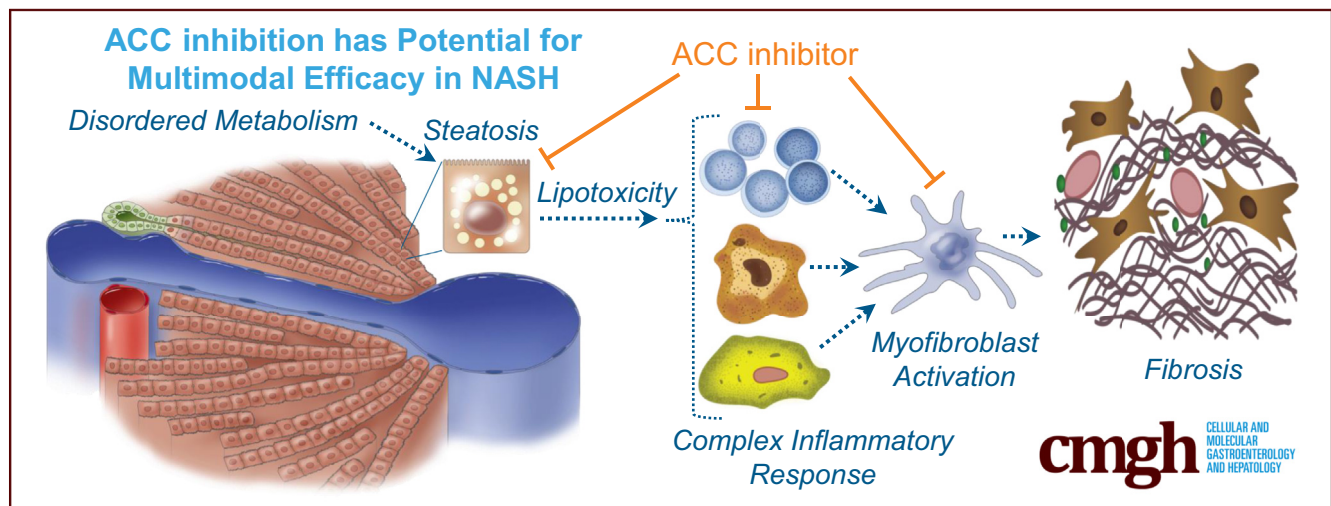 ACC inhibition has Potential for
Multimodal Efficacy in NASH
ACC inhibitor
Disordered Metabolism
Steatosis
Lipotoxicity
Myofibroblast
Activation
Fibrosis
Complex Inflammatory
Response
cmgh
CELLULAR AND
MOLECULAR
GASTROENTEROLOGY
AND HEPATOLOGY